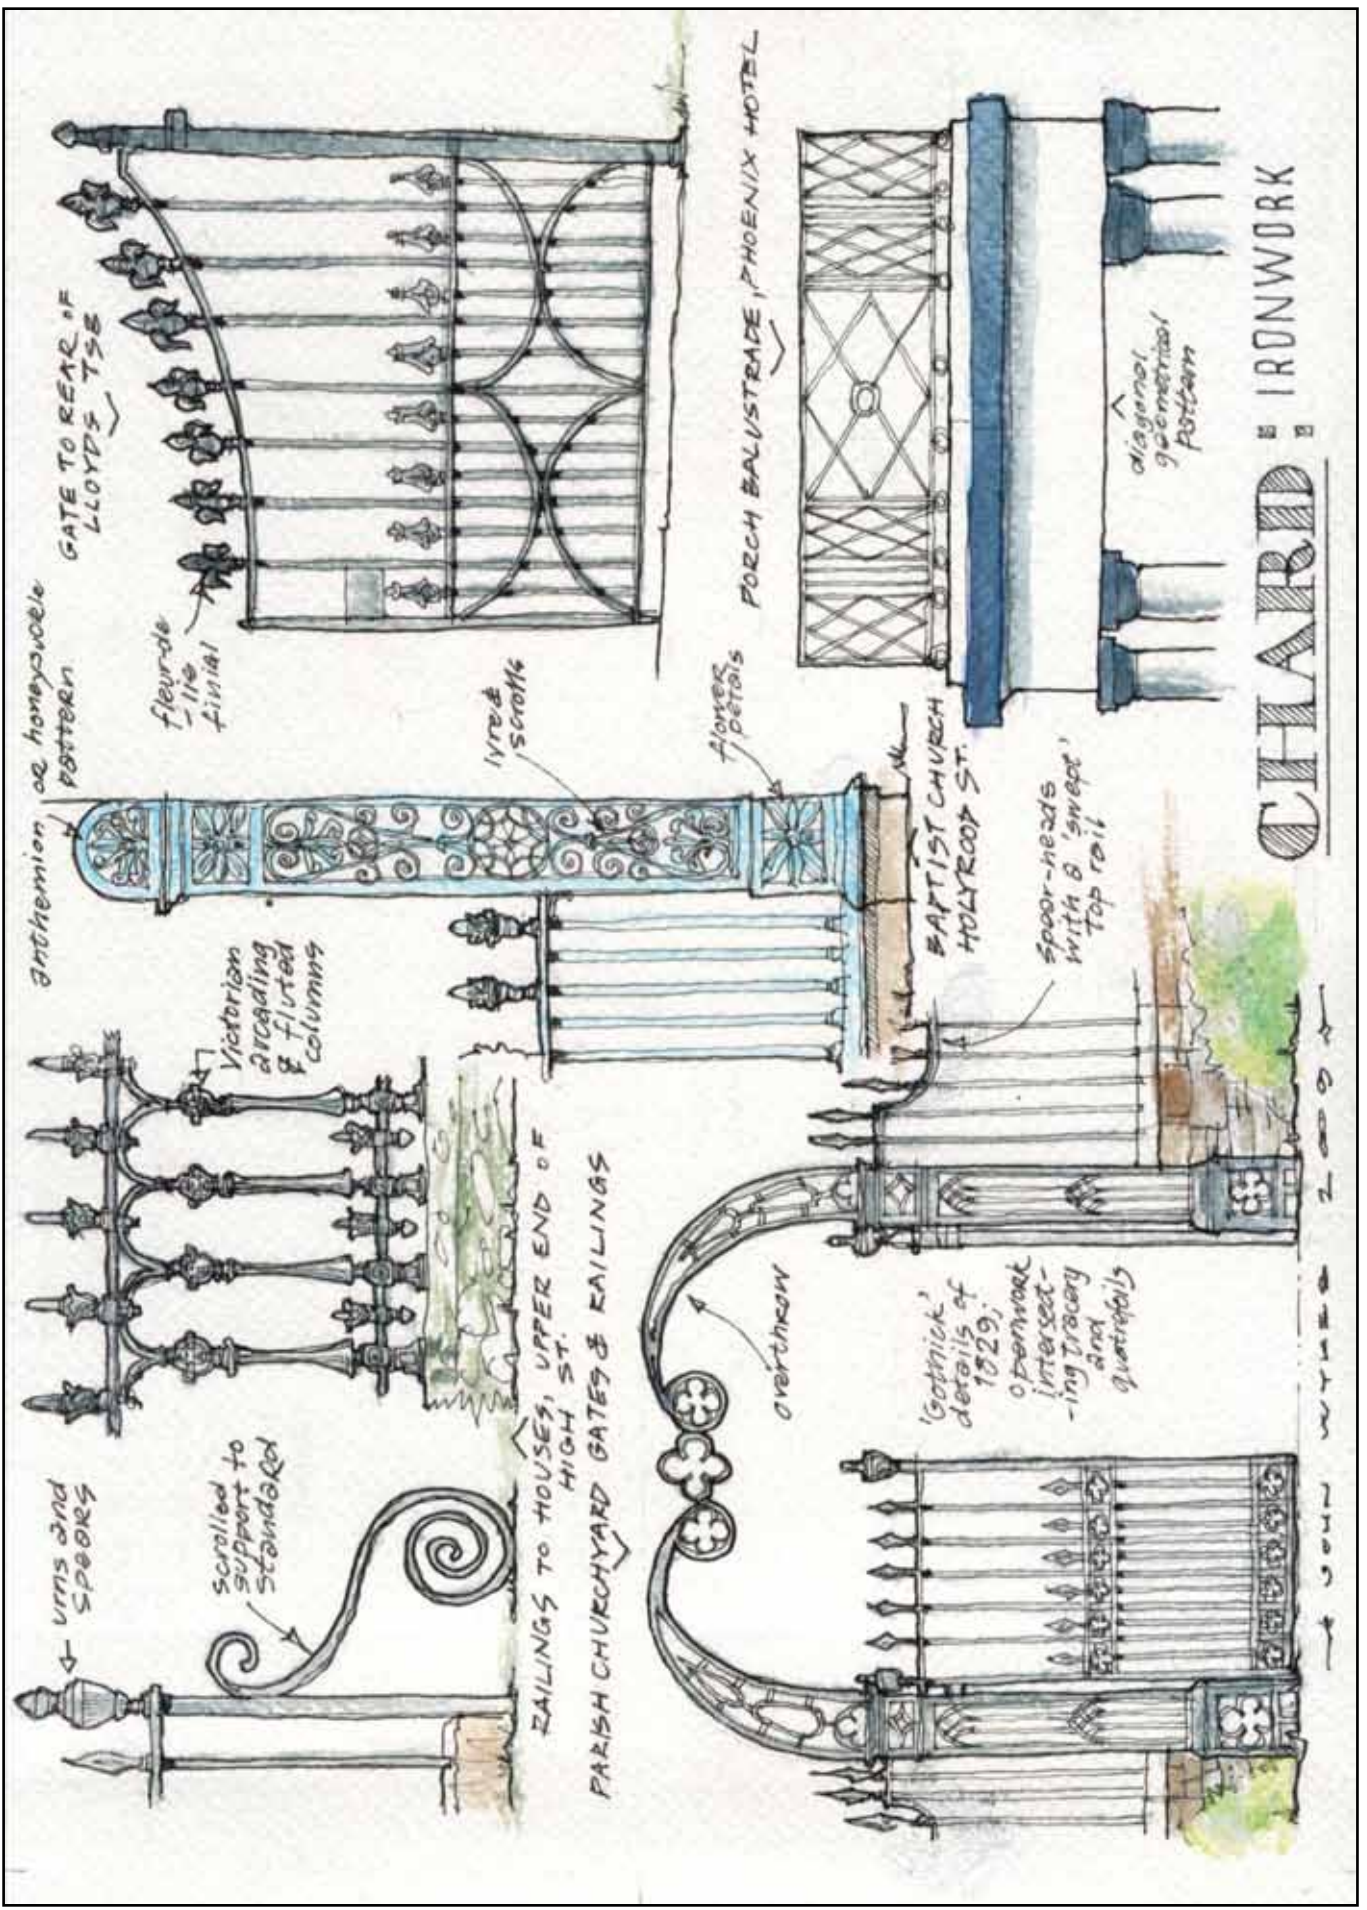 urns and
spears
scrolled
support to
standard
RAILINGS TO HOUSES, UPPER END OF
HIGH ST.
Victorian
arcading
& fluted
columns
anthemion or honeysuckle
pattern
lyre &
scrolls
flower
petals
BAPTIST CHURCH
HOLYROOD ST.
GATE TO REAR OF
LLOYDS TSB
fleur-de
-lis
finial
PARISH CHURCHYARD GATES & RAILINGS
overthrow
'Gothick'
details of
1829;
openwork
intersect-
-ing tracery
and
quatrefoils
spear-heads
with a 'swept'
top rail
PORCH BALUSTRADE, PHOENIX HOTEL
diagonal
geometrical
pattern
CHARD : IRONWORK
JOHN WYKES 2009